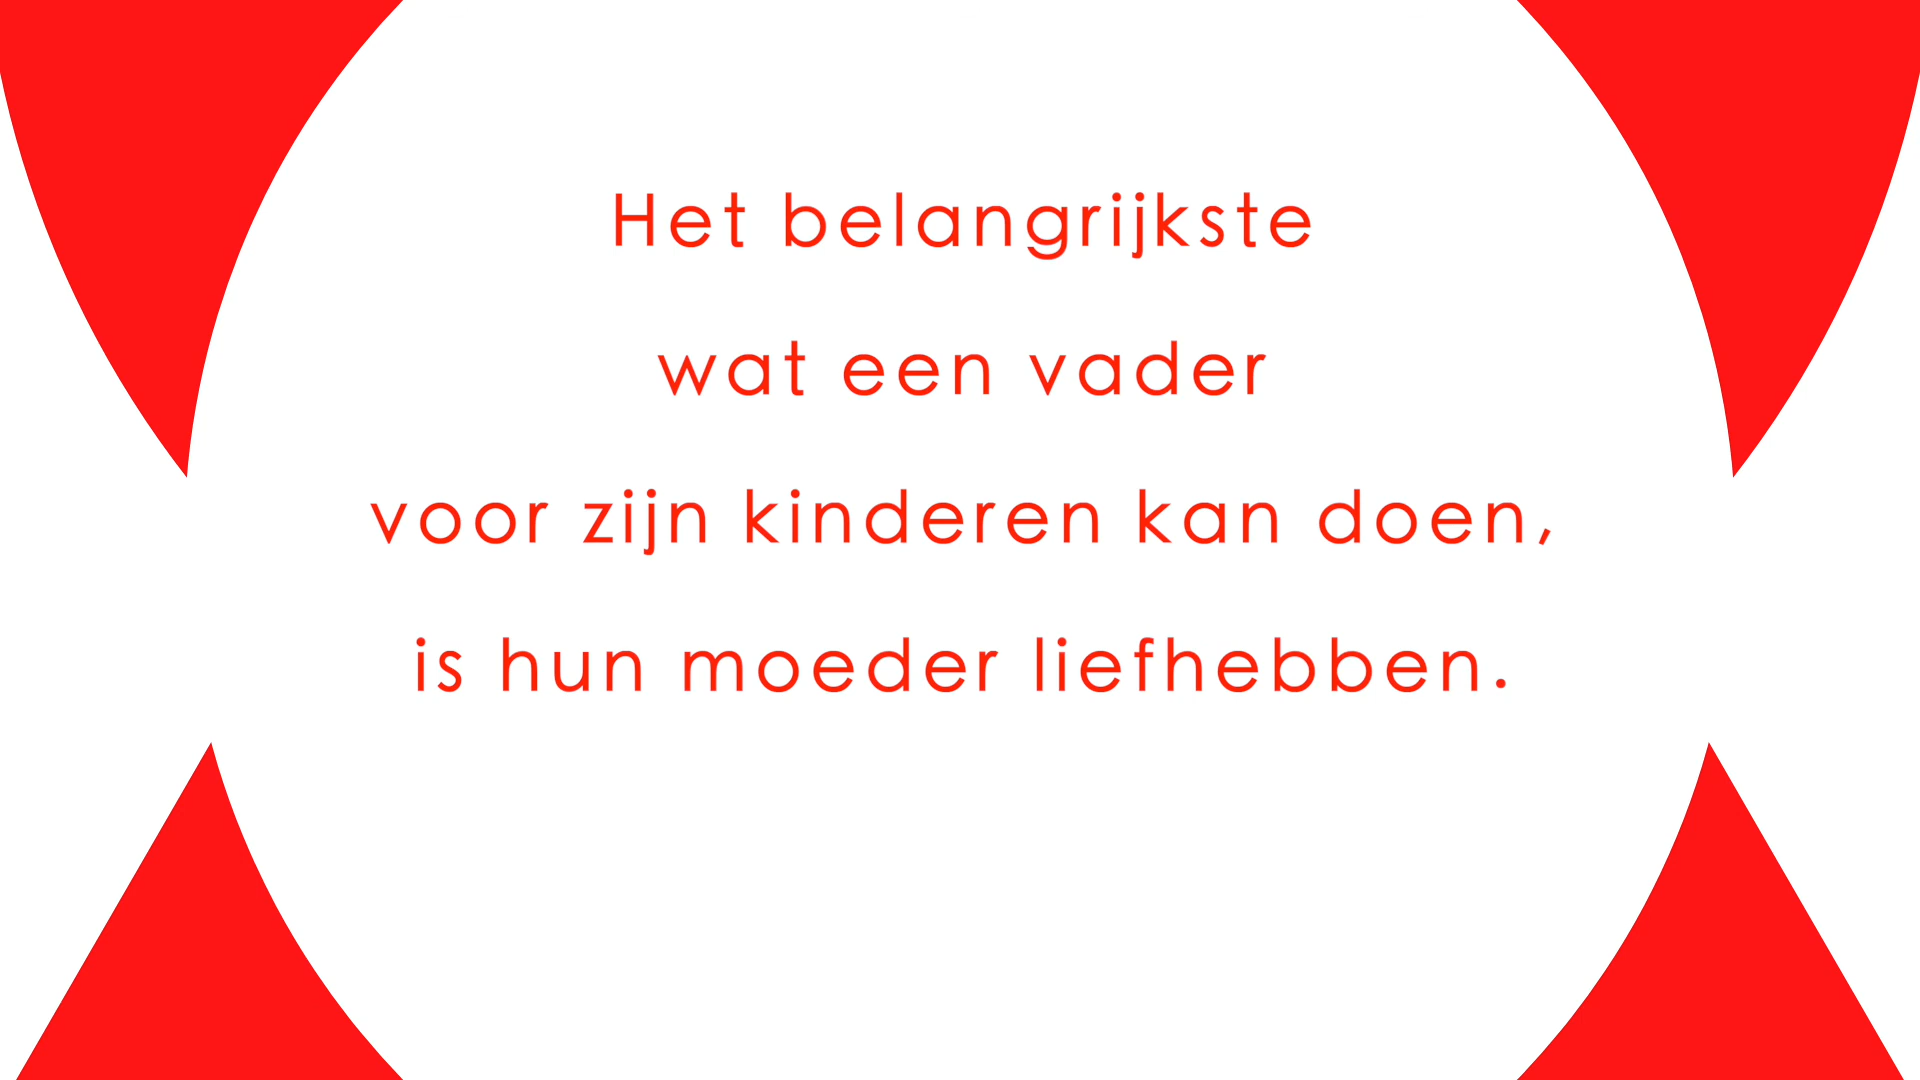 Het belangrijkste
wat een vader
voor zijn kinderen kan doen,
is hun moeder liefhebben.